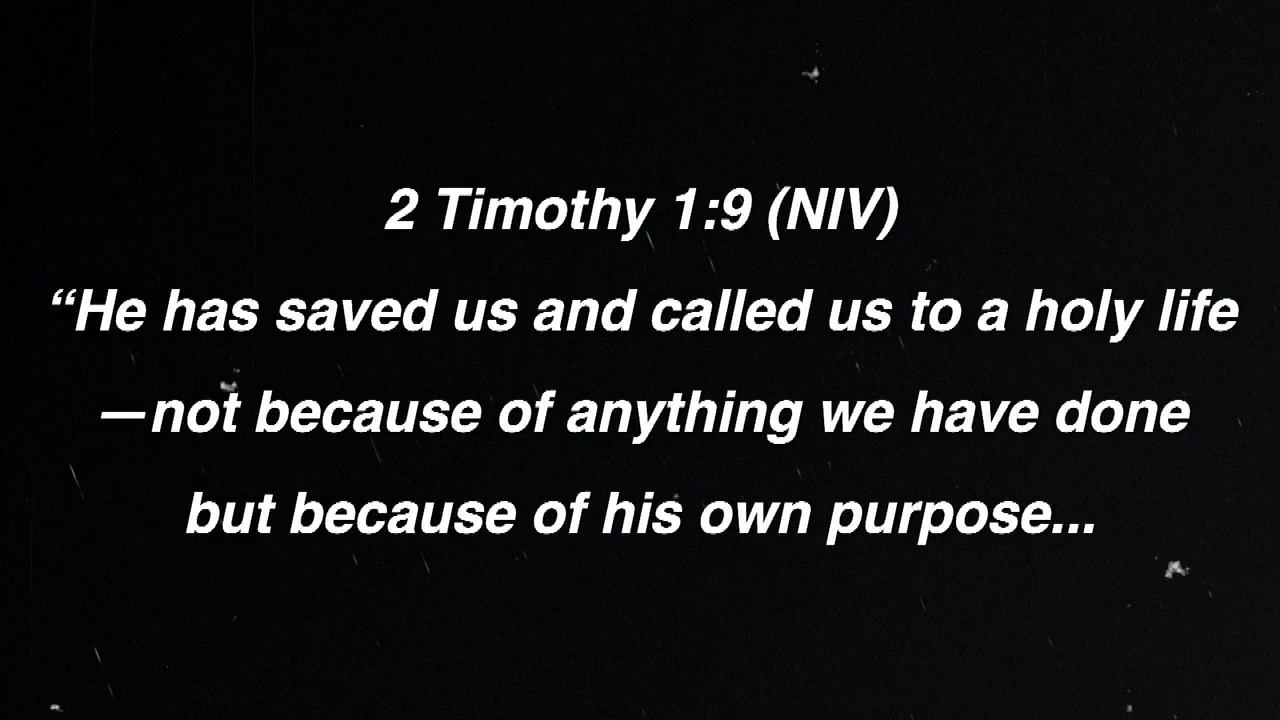 2 Timothy 1:9 (NIV)
“He has saved us and called us to a holy life
—not because of anything we have done
but because of his own purpose...